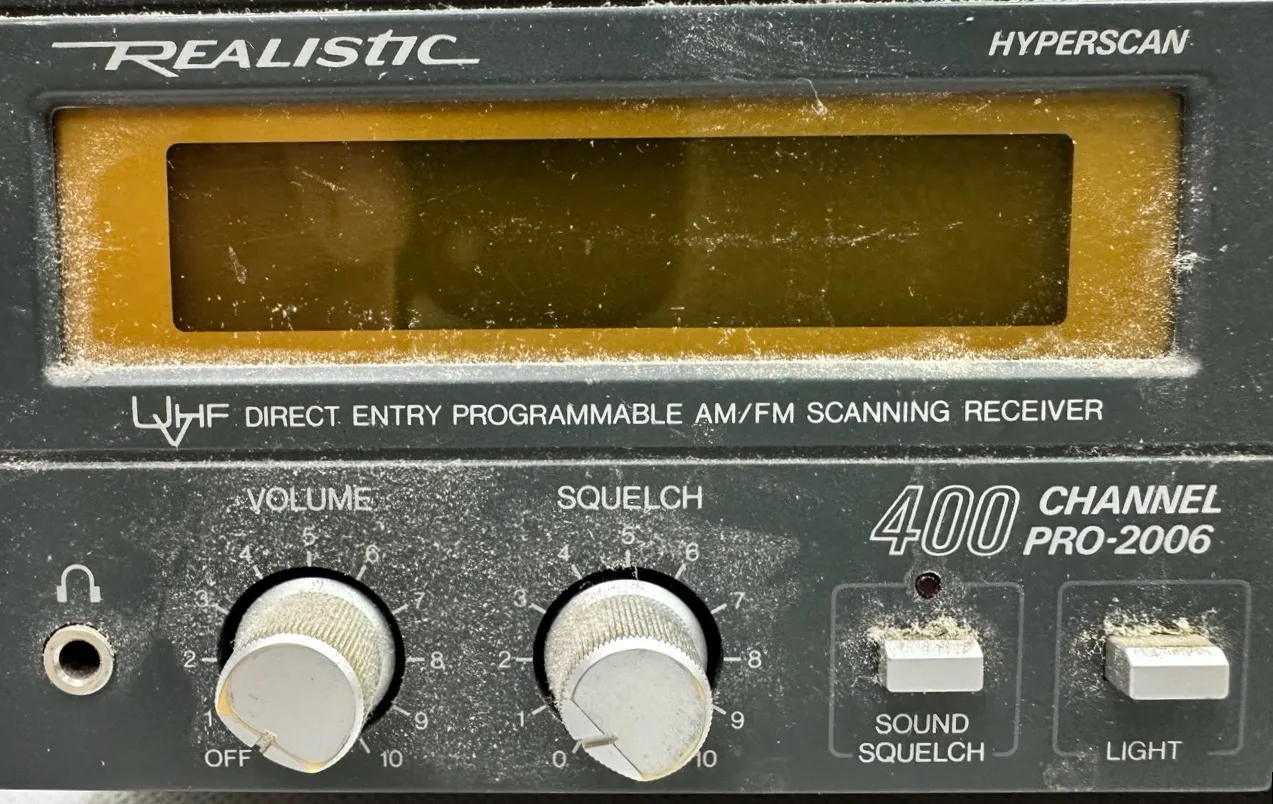 REALISTIC
HYPERSCAN
UVHF DIRECT ENTRY PROGRAMMABLE AM/FM SCANNING RECEIVER
VOLUME
SQUELCH
400 CHANNEL
PRO-2006
OFF 1 2 3 4 5 6 7 8 9 10
0 1 2 3 4 5 6 7 8 9 10
SOUND
SQUELCH
LIGHT